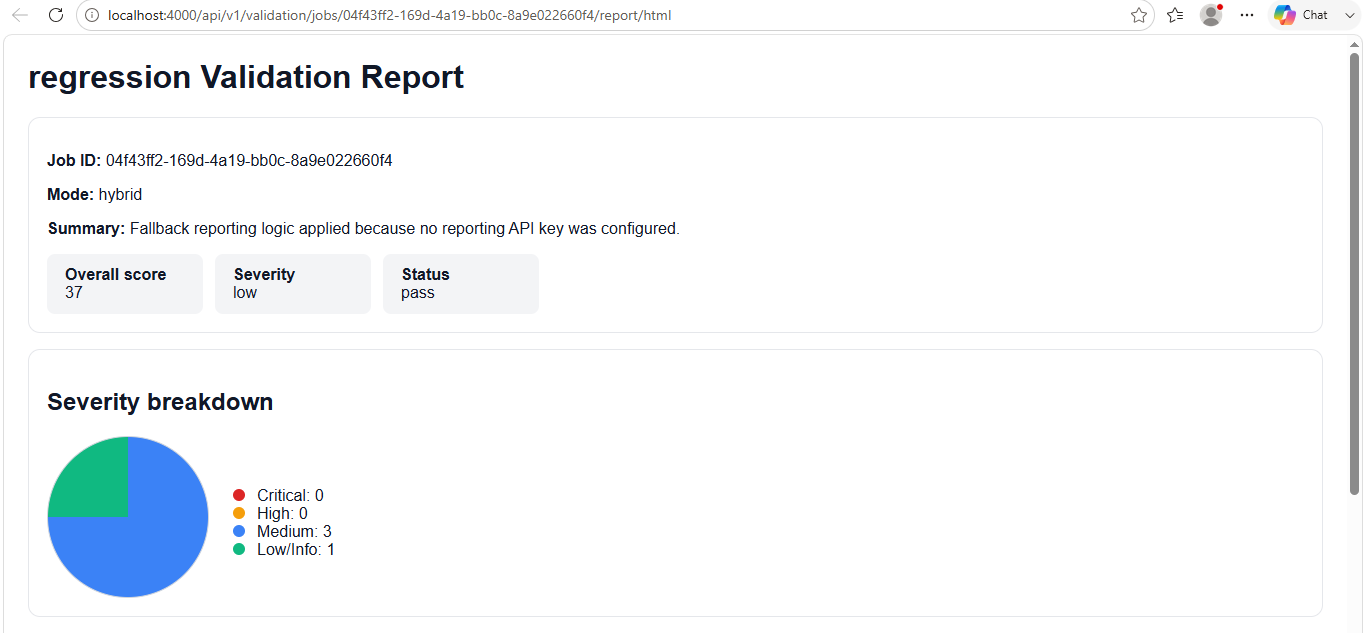 localhost:4000/api/v1/validation/jobs/04f43ff2-169d-4a19-bb0c-8a9e022660f4/report/html
Chat
regression Validation Report
Job ID: 04f43ff2-169d-4a19-bb0c-8a9e022660f4
Mode: hybrid
Summary: Fallback reporting logic applied because no reporting API key was configured.
Overall score
37
Severity
low
Status
pass
Severity breakdown
Critical: 0
High: 0
Medium: 3
Low/Info: 1